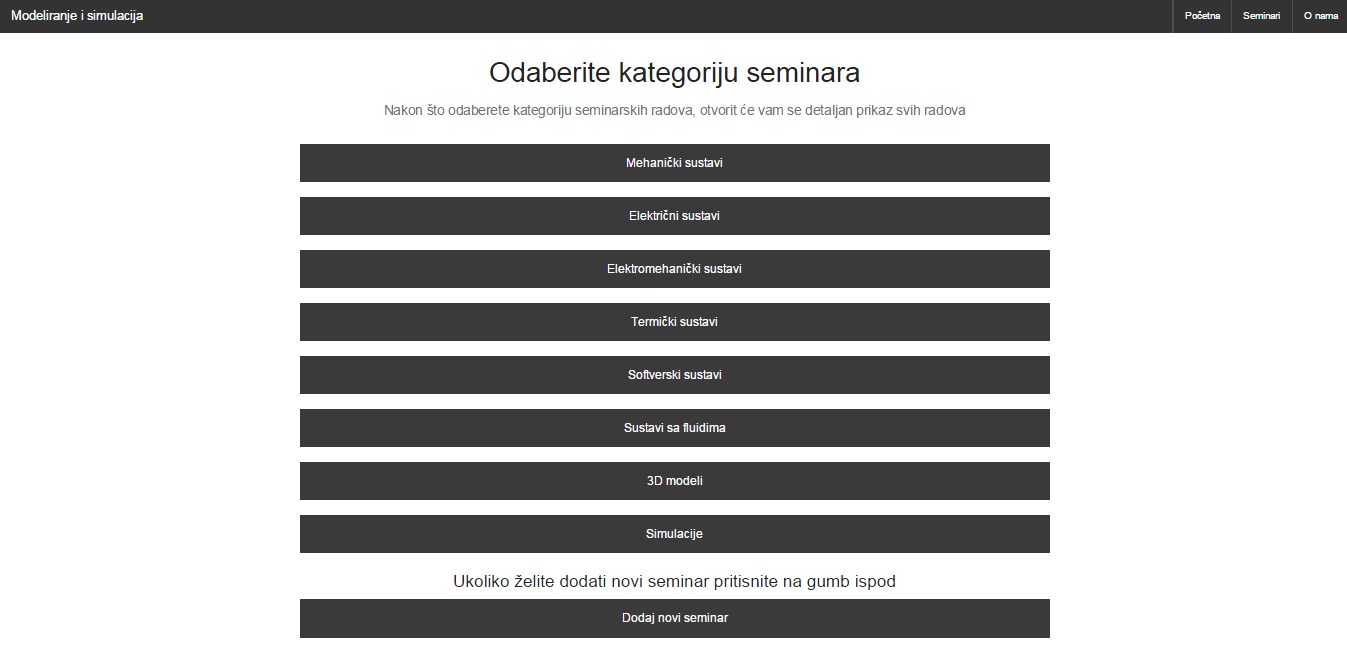 Modeliranje i simulacija
Početna
Seminari
O nama
Odaberite kategoriju seminara
Nakon što odaberete kategoriju seminarskih radova, otvorit će vam se detaljan prikaz svih radova
Mehanički sustavi
Električni sustavi
Elektromehanički sustavi
Termički sustavi
Softverski sustavi
Sustavi sa fluidima
3D modeli
Simulacije
Ukoliko želite dodati novi seminar pritisnite na gumb ispod
Dodaj novi seminar